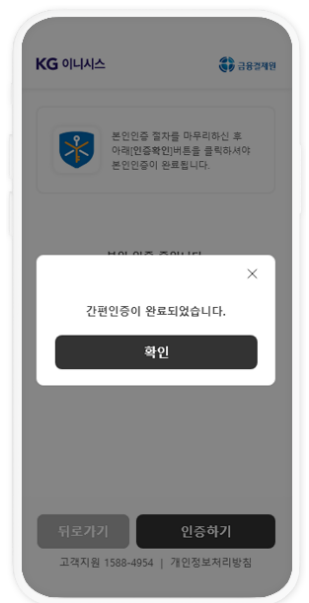 KG 이니시스
금융결제원
본인인증 절차를 마무리하신 후
아래[인증확인]버튼을 클릭하셔야
본인인증이 완료됩니다.
간편인증이 완료되었습니다.
확인
뒤로가기
인증하기
고객지원 1588-4954 | 개인정보처리방침